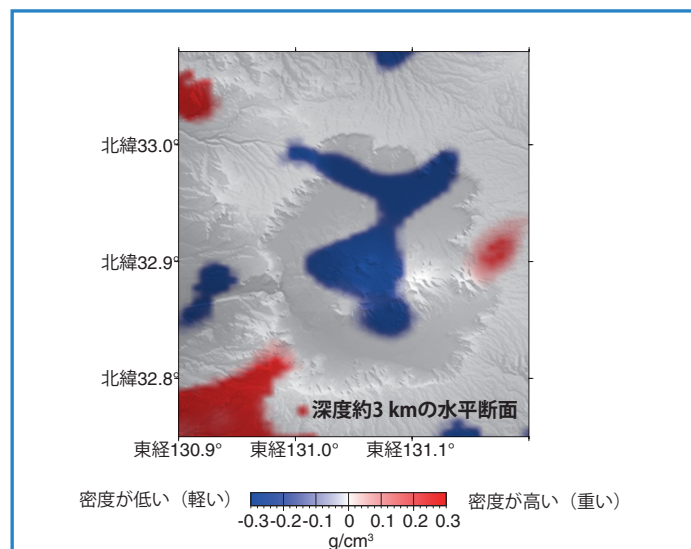 北緯33.0°
北緯32.9°
北緯32.8°
深度約3 kmの水平断面
東経130.9° 東経131.0° 東経131.1°
密度が低い（軽い） 密度が高い（重い）
-0.3 -0.2 -0.1 0 0.1 0.2 0.3
g/cm³